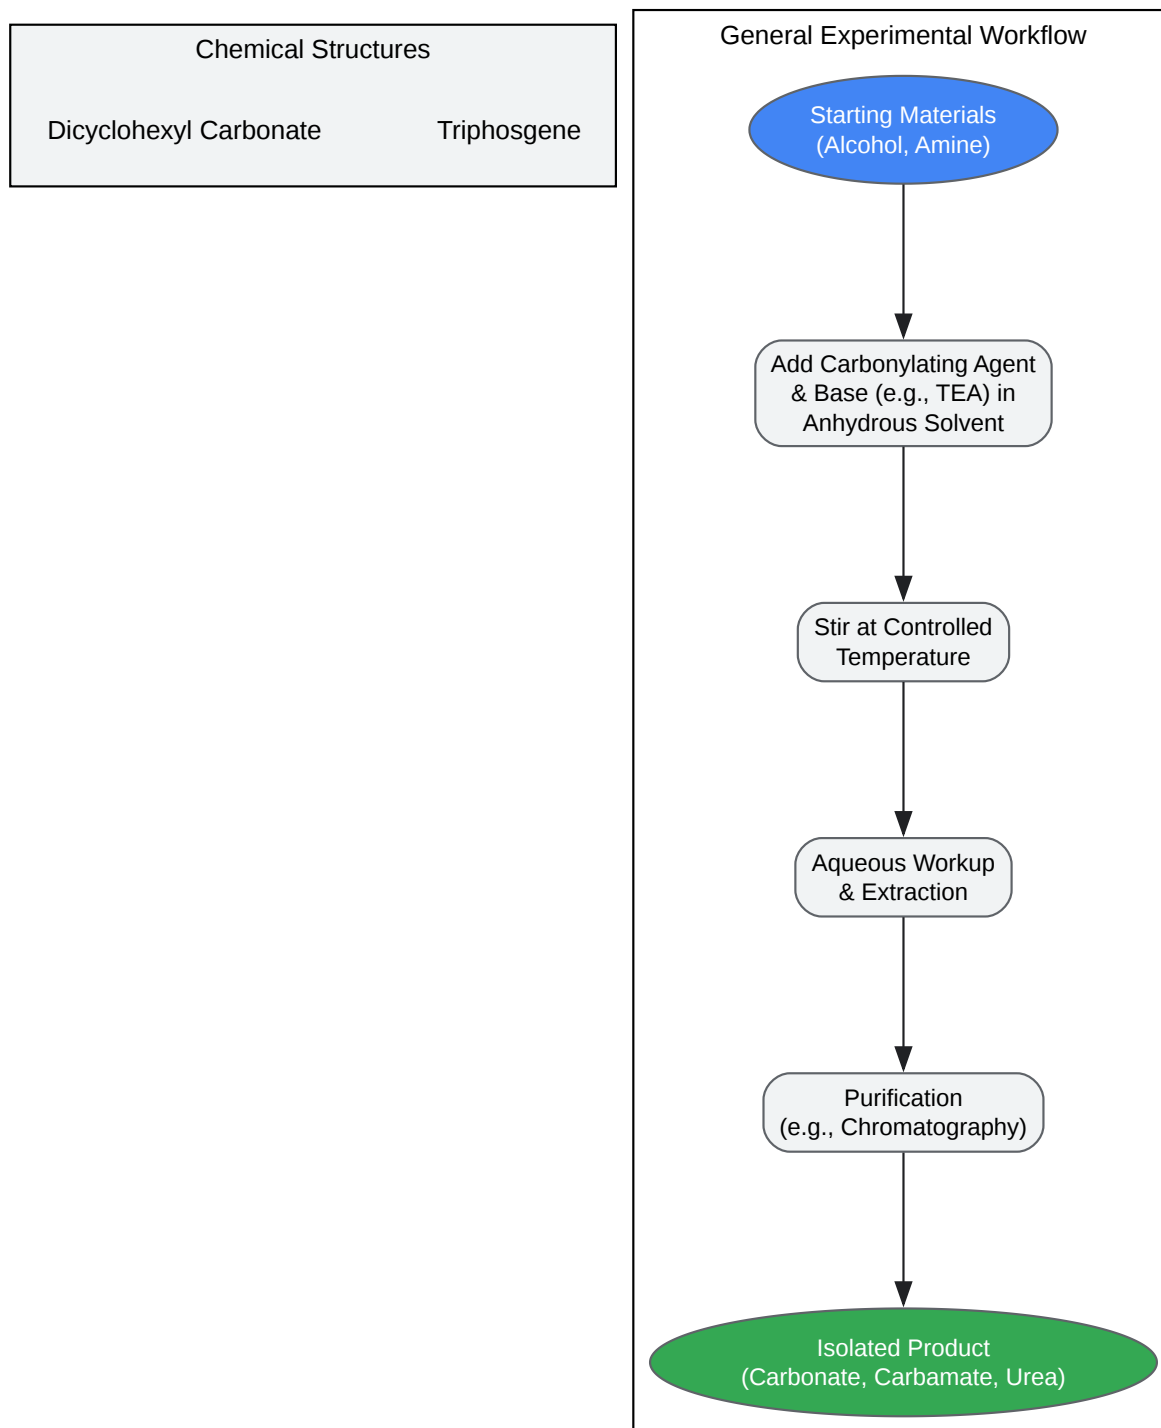 Chemical Structures
Dicyclohexyl Carbonate
Triphosgene
General Experimental Workflow
Starting Materials
(Alcohol, Amine)
Add Carbonylating Agent
& Base (e.g., TEA) in
Anhydrous Solvent
Stir at Controlled
Temperature
Aqueous Workup
& Extraction
Purification
(e.g., Chromatography)
Isolated Product
(Carbonate, Carbamate, Urea)